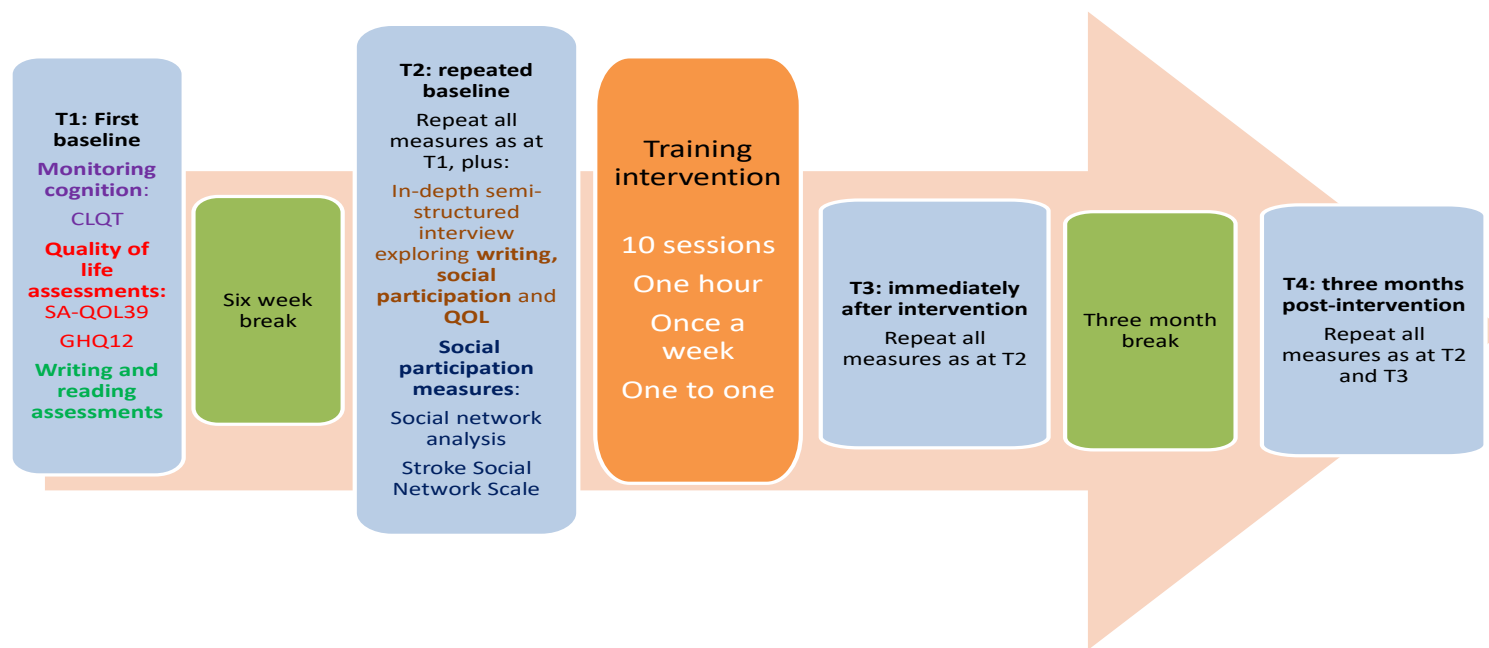 T1: First
baseline
Monitoring
cognition:
CLQT
Quality of
life
assessments:
SA-QOL39
GHQ12
Writing and
reading
assessments
Six week
break
T2: repeated
baseline
Repeat all
measures as at
T1, plus:
In-depth semi-
structured
interview
exploring writing,
social
participation and
QOL
Social
participation
measures:
Social network
analysis
Stroke Social
Network Scale
Training
intervention
10 sessions
One hour
Once a
week
One to one
T3: immediately
after intervention
Repeat all
measures as at T2
Three month
break
T4: three months
post-intervention
Repeat all
measures as at T2
and T3